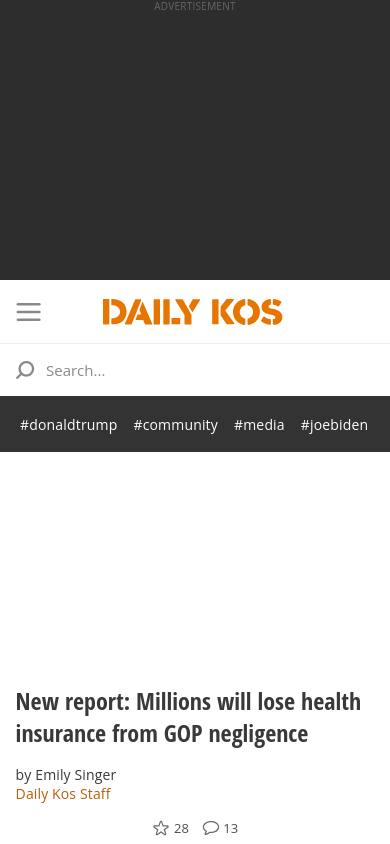 ADVERTISEMENT
DAILY KOS
Search...
#donaldtrump #community #media #joebiden
New report: Millions will lose health
insurance from GOP negligence
by Emily Singer
Daily Kos Staff
28 13